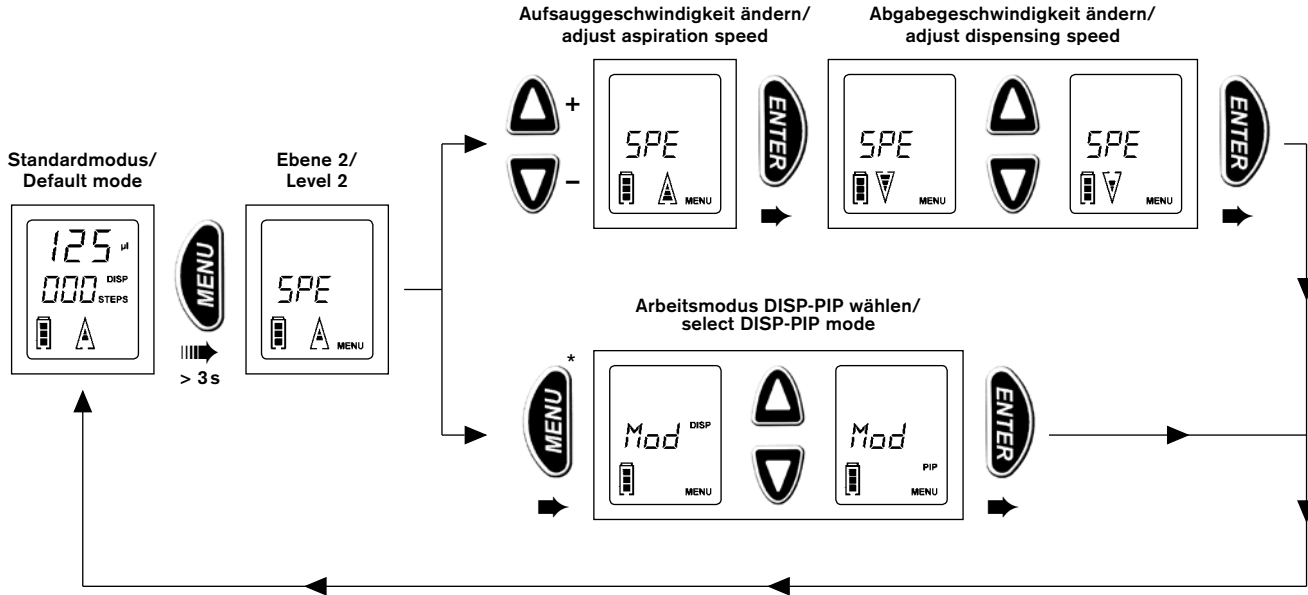 Aufsauggeschwindigkeit ändern/
adjust aspiration speed
Abgabegeschwindigkeit ändern/
adjust dispensing speed
+
–
SPE
MENU
ENTER
SPE
MENU
SPE
MENU
ENTER
Standardmodus/
Default mode
125 µl
000 DISP
STEPS
MENU
> 3 s
Ebene 2/
Level 2
SPE
MENU
Arbeitsmodus DISP-PIP wählen/
select DISP-PIP mode
MENU
*
Mod DISP
MENU
Mod
PIP
MENU
ENTER